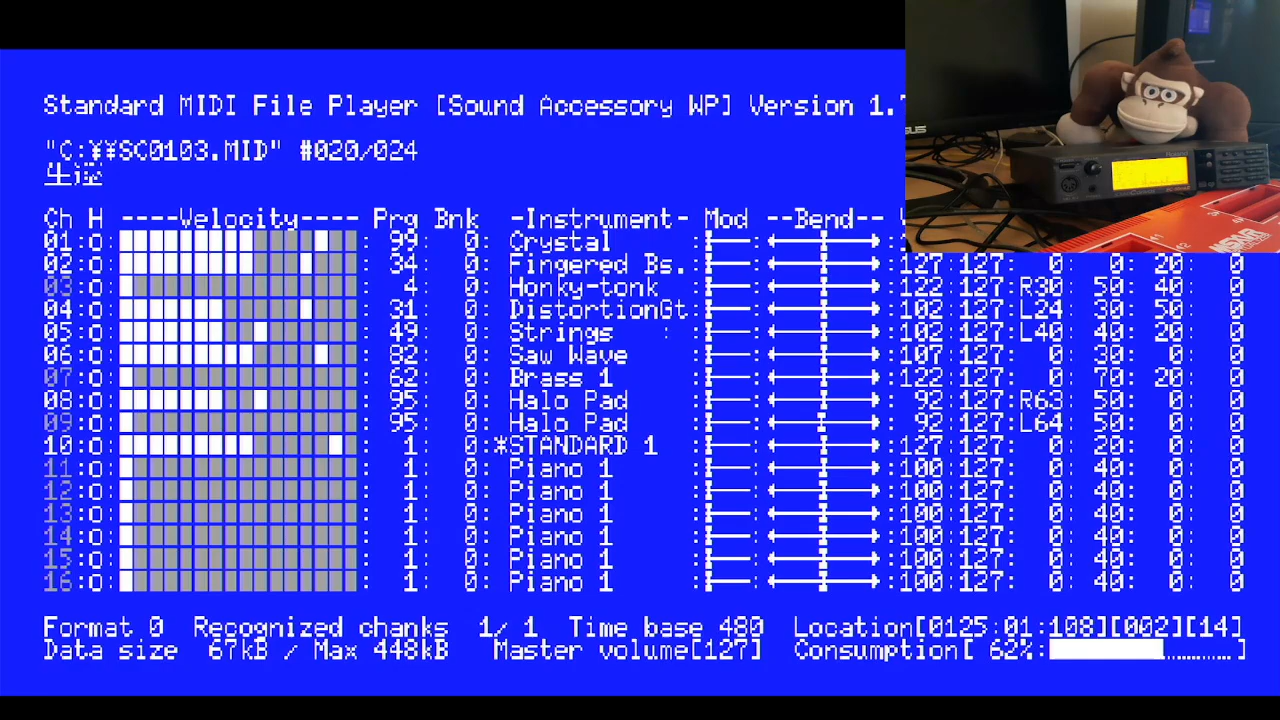 Standard MIDI File Player [Sound Accessory WP] Version 1.
"C:¥¥SC0103.MID" #020/024
Ch H ----Velocity---- Prg Bnk -Instrument- Mod --Bend--
01:O : 99: 0: Crystal
02:O : 34: 0: Fingered Bs. :127:127: 0: 0: 20: 0
03:O : 4: 0: Honky-tonk :122:127:R30: 50: 40: 0
04:O : 31: 0: DistortionGt: :102:127:L24: 30: 50: 0
05:O : 49: 0: Strings : :102:127:L40: 40: 20: 0
06:O : 82: 0: Saw Wave :107:127: 0: 30: 0: 0
07:O : 62: 0: Brass 1 :122:127: 0: 70: 20: 0
08:O : 95: 0: Halo Pad : 92:127:R63: 50: 0: 0
09:O : 95: 0: Halo Pad : 92:127:L64: 50: 0: 0
10:O : 1: 0:*STANDARD 1 :127:127: 0: 20: 0: 0
11:O : 1: 0: Piano 1 :100:127: 0: 40: 0: 0
12:O : 1: 0: Piano 1 :100:127: 0: 40: 0: 0
13:O : 1: 0: Piano 1 :100:127: 0: 40: 0: 0
14:O : 1: 0: Piano 1 :100:127: 0: 40: 0: 0
15:O : 1: 0: Piano 1 :100:127: 0: 40: 0: 0
16:O : 1: 0: Piano 1 :100:127: 0: 40: 0: 0
Format 0 Recognized chanks 1/ 1 Time base 480 Location[0125:01:108][002][14]
Data size 67kB / Max 448kB Master volume[127] Consumption[ 62%: ]
Roland
MSXR